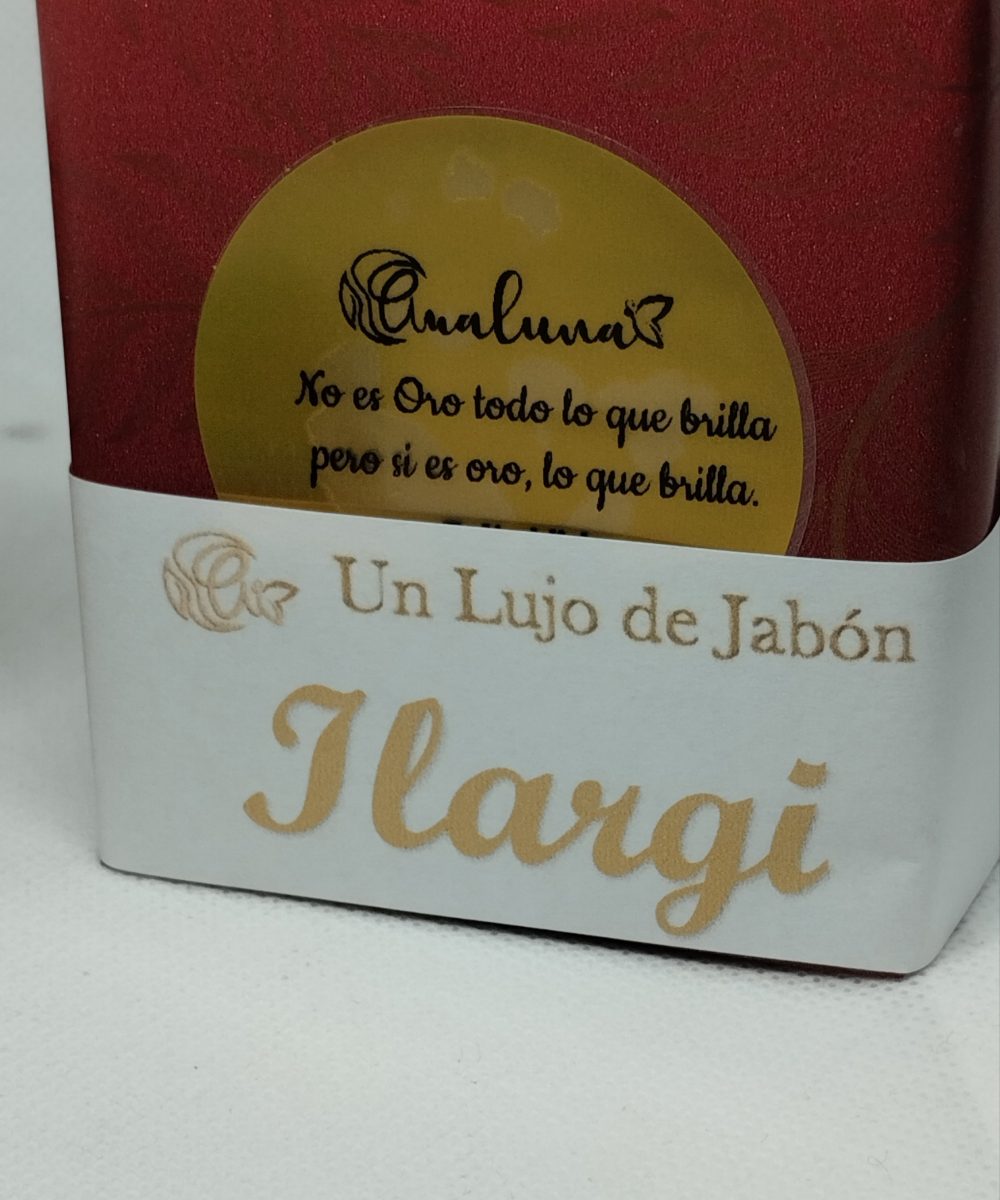 Analuna
No es Oro todo lo que brilla
pero si es oro, lo que brilla.
Un Lujo de Jabón
Ilargi